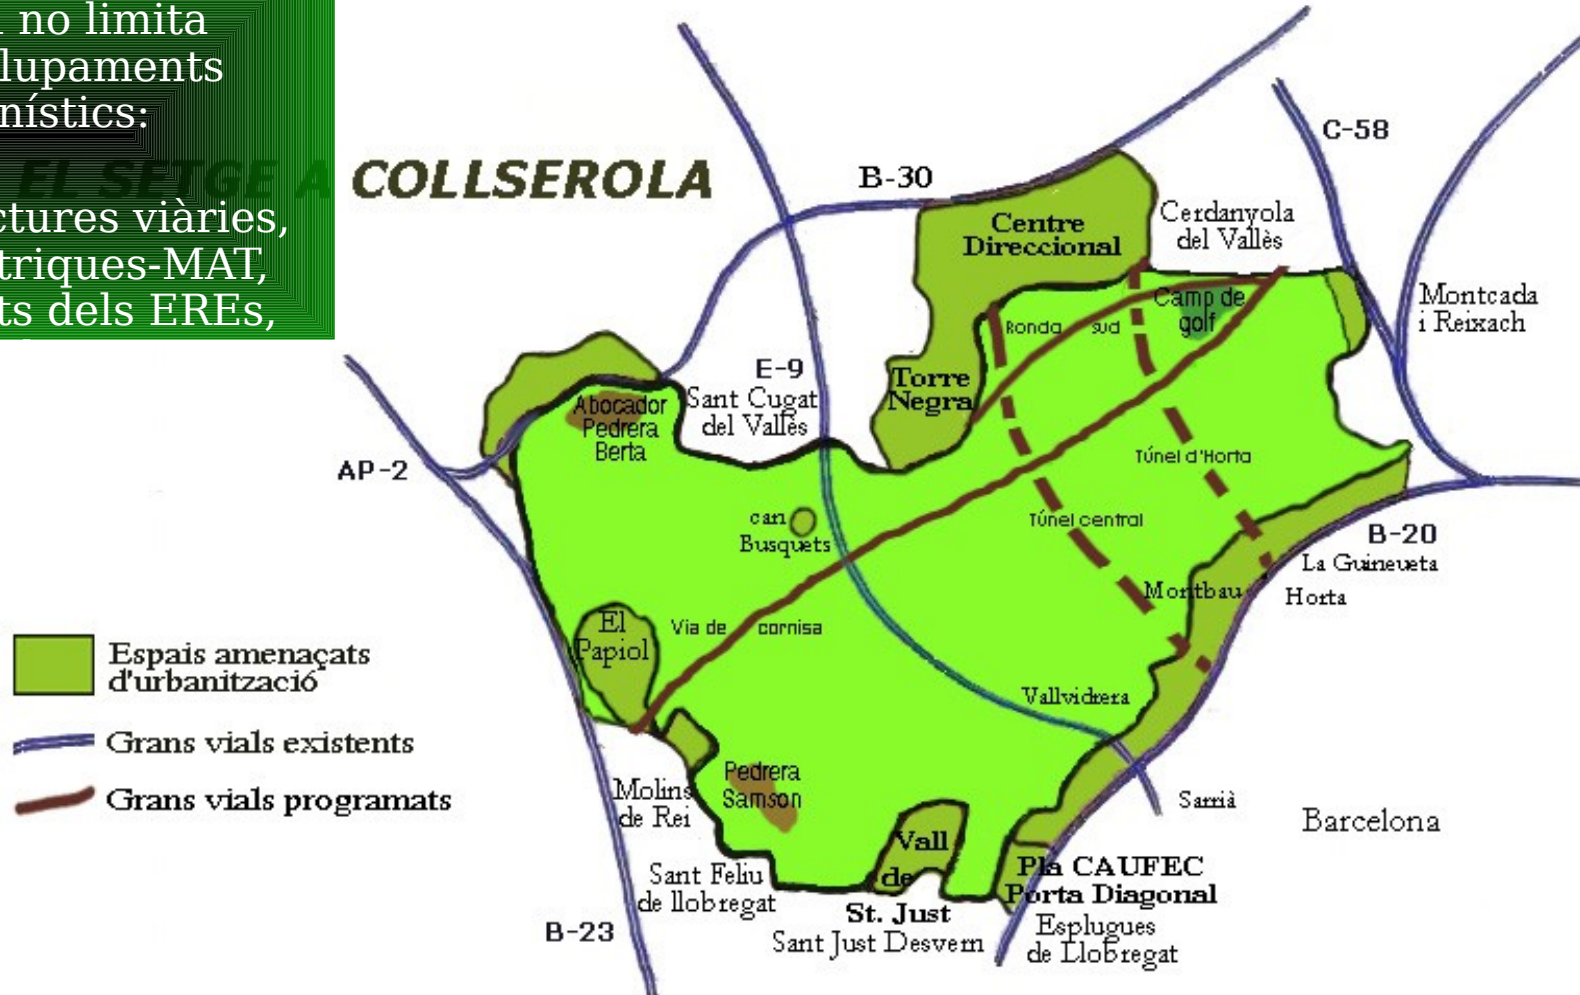 no limita
lupaments
nístics:
EL SETGE A COLLSEROLA
ctures viàries,
triques-MAT,
ts dels EREs,
C-58
B-30
Centre
Direccional
Cerdanyola
del Vallès
Camp de
golf
Ronda sud
Montcada
i Reixach
E-9
Sant Cugat
del Vallès
Torre
Negra
Abocador
Pedrera
Berta
AP-2
Túnel d'Horta
can
Busquets
Túnel central
B-20
La Guineueta
Horta
Montbau
El
Papiol
Via de cornisa
Vallvidrera
Espais amenaçats
d'urbanització
Grans vials existents
Grans vials programats
Molins
de Rei
Pedrera
Samson
Sarrià
Barcelona
Vall
de
St. Just
Sant Just Desvern
Sant Feliu
de llobregat
Pla CAUFEC
Porta Diagonal
Esplugues
de Llobregat
B-23